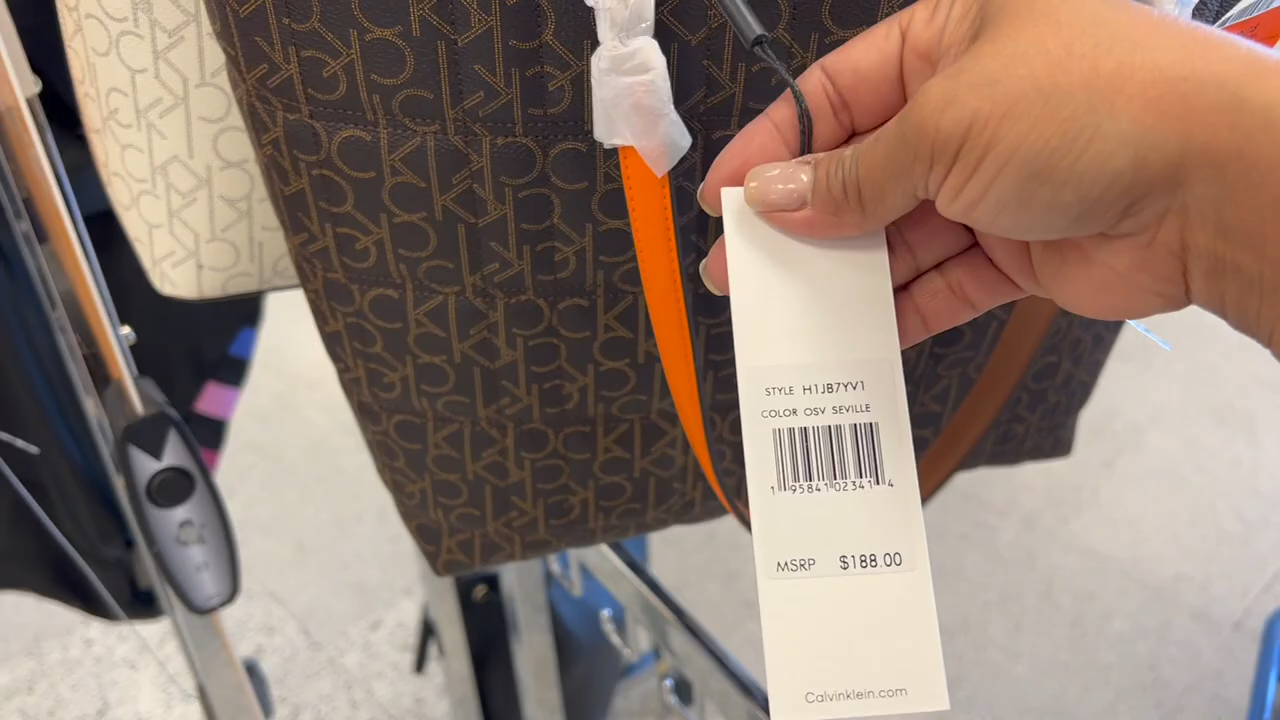 STYLE H1JB7YV1
COLOR OSV SEVILLE
1 95841 02341 4
MSRP $188.00
Calvinklein.com